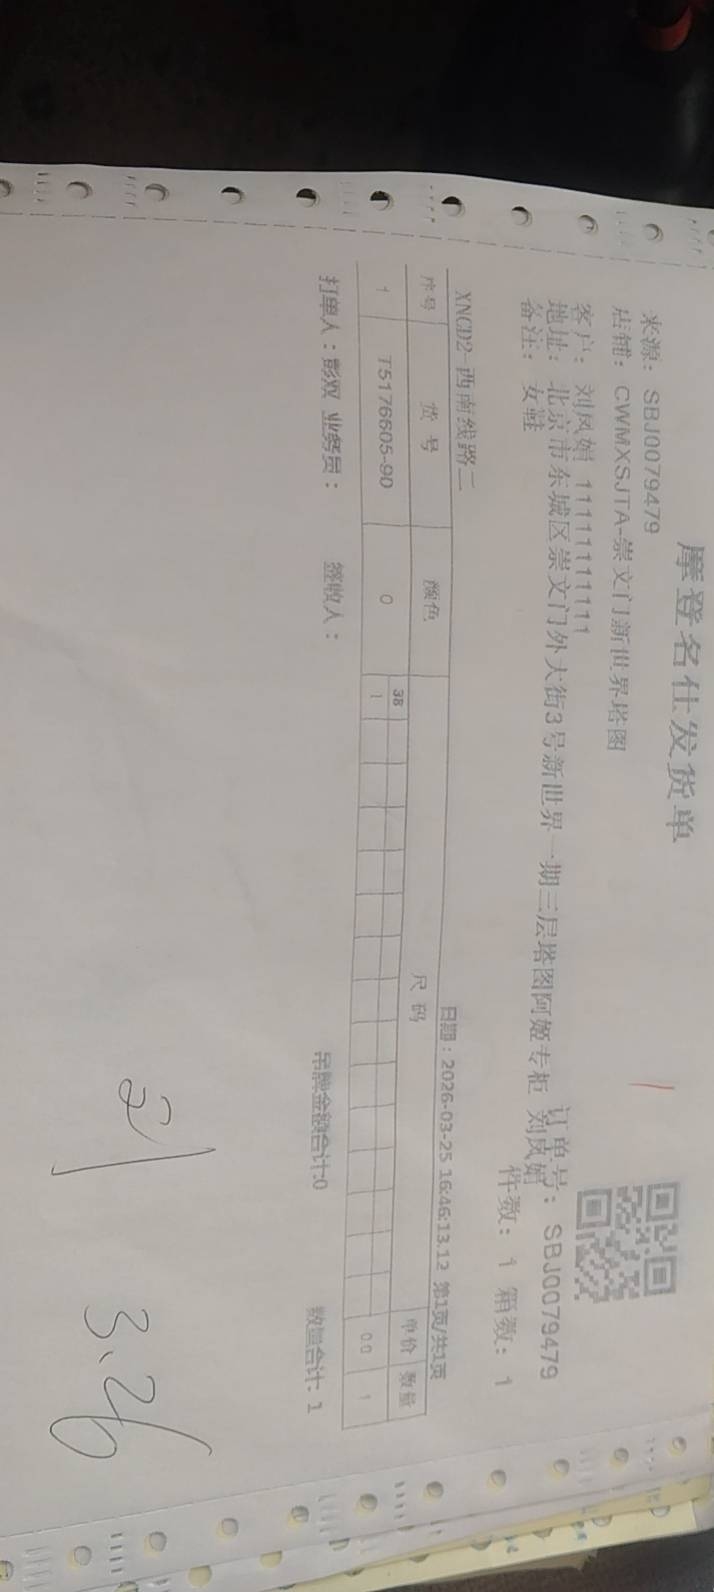 摩登名仕发货单
来源：SBJ0079479
店铺：CWMXSJTA-崇文门新世界塔图
客户：刘凤娟 11111111111 订单号：SBJ0079479
地址：北京市东城区崇文门外大街3号新世界一期三层塔图阿姬专柜 刘凤娟
备注：女鞋 件数：1 箱数：1
XNCD2-西南线路二 日期：2026-03-25 16:46:13.12 第1页/共1页
序号 货号 颜色 尺码 单价 数量
38
1 T5176605-90 0 1 0.0 1
打单人：彭双 业务员： 签收人： 吊牌金额合计:0 数量合计: 1
3.26